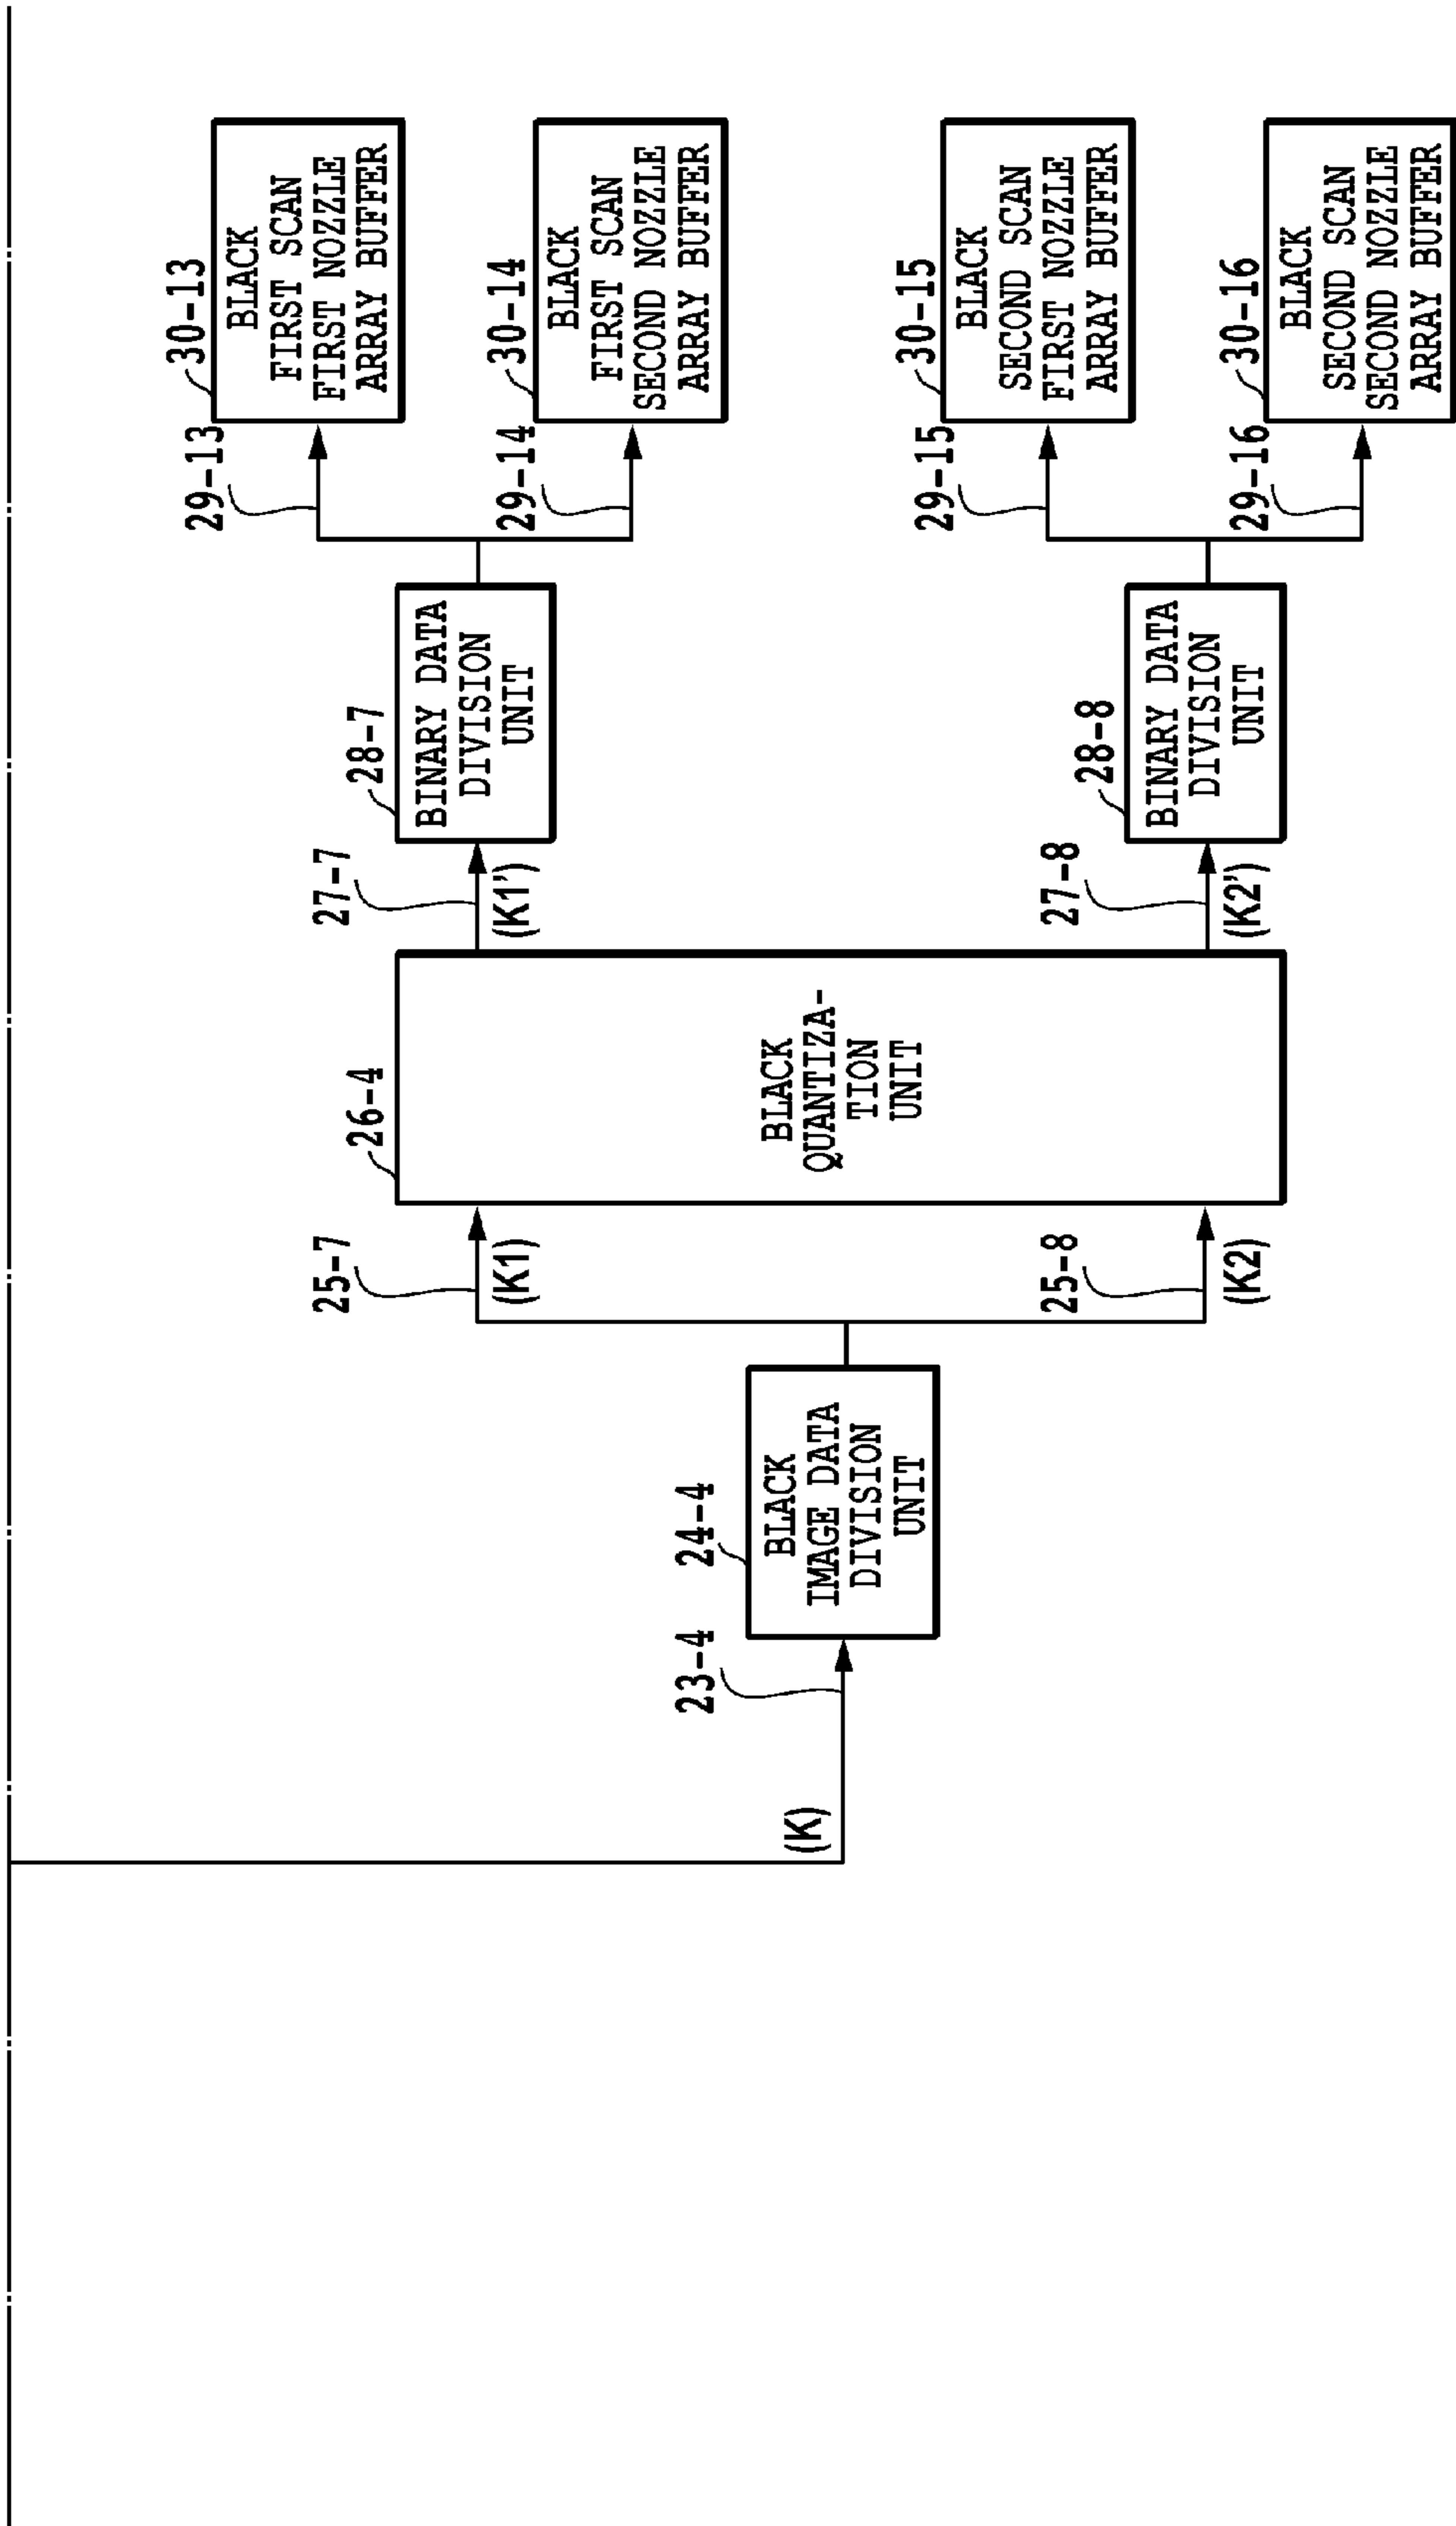 (K)
23-4
24-4
BLACK
IMAGE DATA
DIVISION
UNIT
25-7
(K1)
25-8
(K2)
26-4
BLACK
QUANTIZA-
TION
UNIT
27-7
(K1')
27-8
(K2')
28-7
BINARY DATA
DIVISION
UNIT
28-8
BINARY DATA
DIVISION
UNIT
29-13
30-13
BLACK
FIRST SCAN
FIRST NOZZLE
ARRAY BUFFER
29-14
30-14
BLACK
FIRST SCAN
SECOND NOZZLE
ARRAY BUFFER
29-15
30-15
BLACK
SECOND SCAN
FIRST NOZZLE
ARRAY BUFFER
29-16
30-16
BLACK
SECOND SCAN
SECOND NOZZLE
ARRAY BUFFER